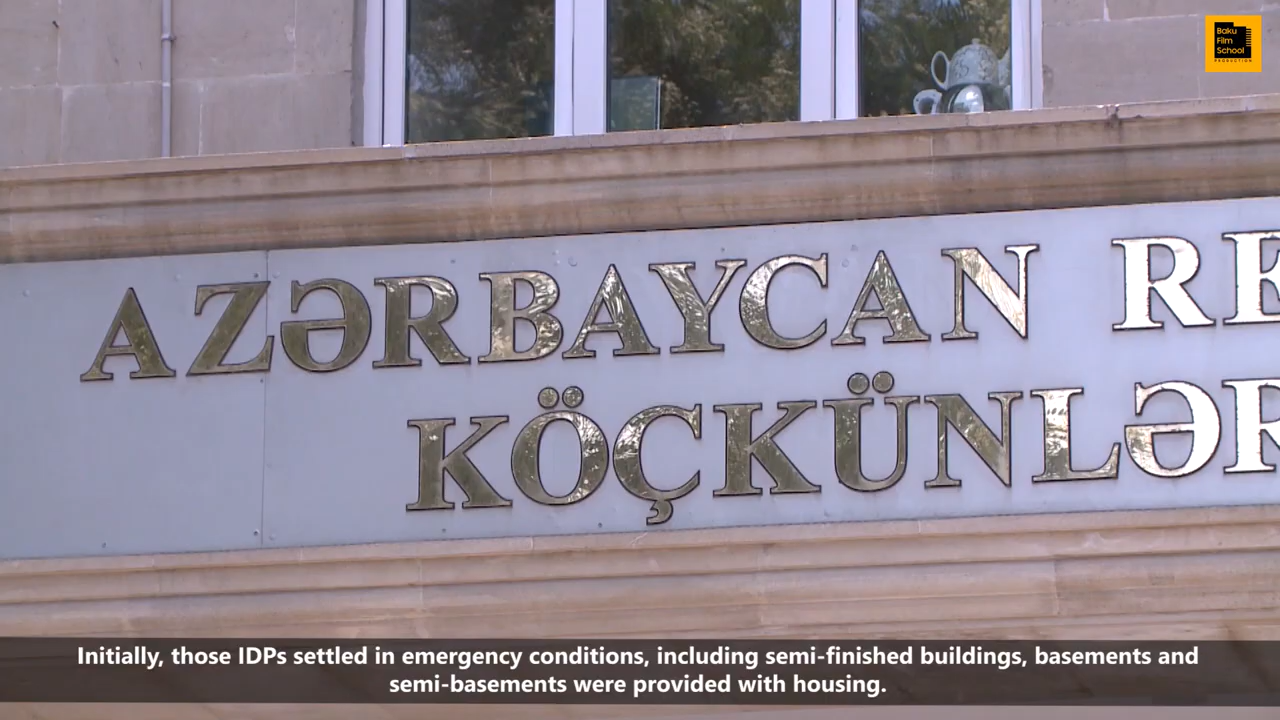 Baku
Film
School
PRODUCTION
AZƏRBAYCAN RE
KÖÇKÜNLƏR
Initially, those IDPs settled in emergency conditions, including semi-finished buildings, basements and
semi-basements were provided with housing.